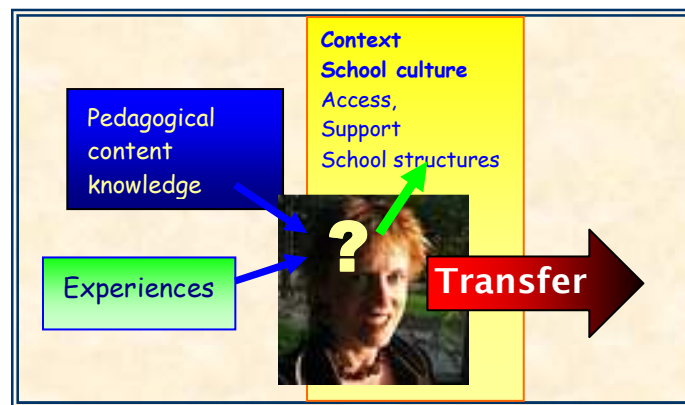 Context
School culture
Access,
Support
School structures
Pedagogical
content
knowledge
?
Experiences
Transfer